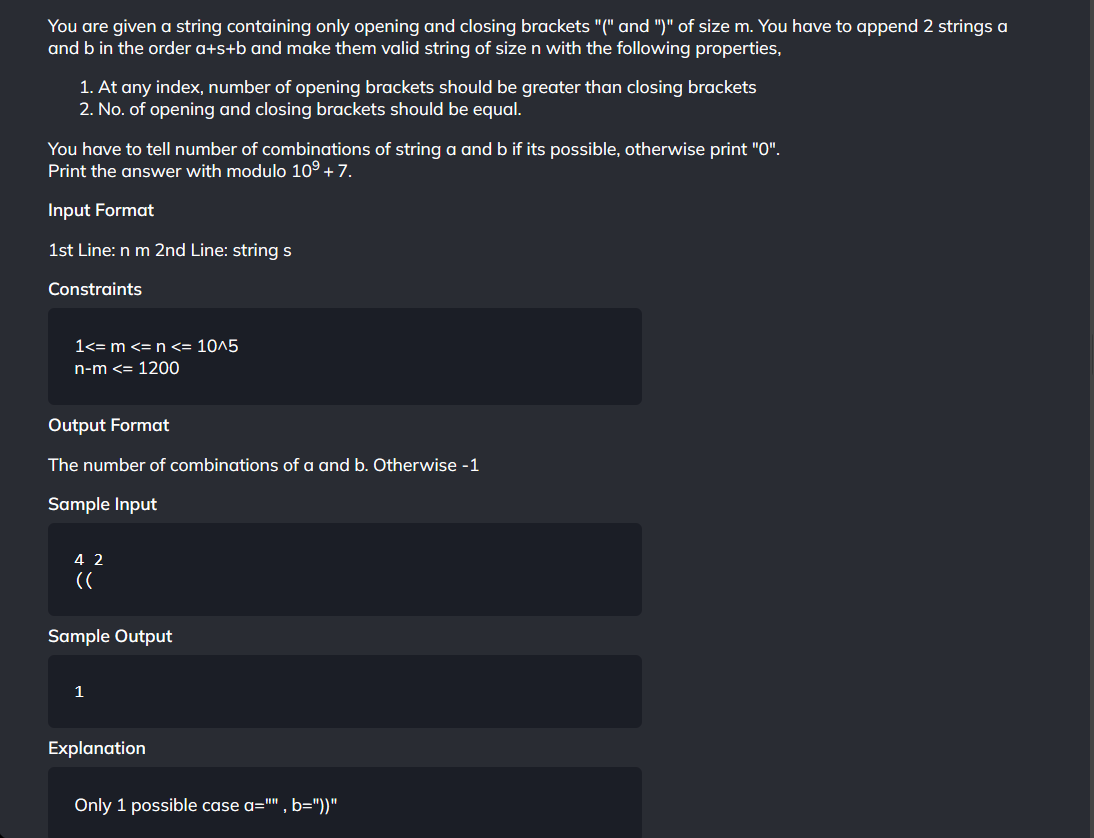 You are given a string containing only opening and closing brackets "(" and ")" of size m. You have to append 2 strings a
and b in the order a+s+b and make them valid string of size n with the following properties,
1. At any index, number of opening brackets should be greater than closing brackets
2. No. of opening and closing brackets should be equal.
You have to tell number of combinations of string a and b if its possible, otherwise print "0".
Print the answer with modulo 10⁹ + 7.
Input Format
1st Line: n m 2nd Line: string s
Constraints
1<= m <= n <= 10^5
n-m <= 1200
Output Format
The number of combinations of a and b. Otherwise -1
Sample Input
4 2
((
Sample Output
1
Explanation
Only 1 possible case a="" , b="))"